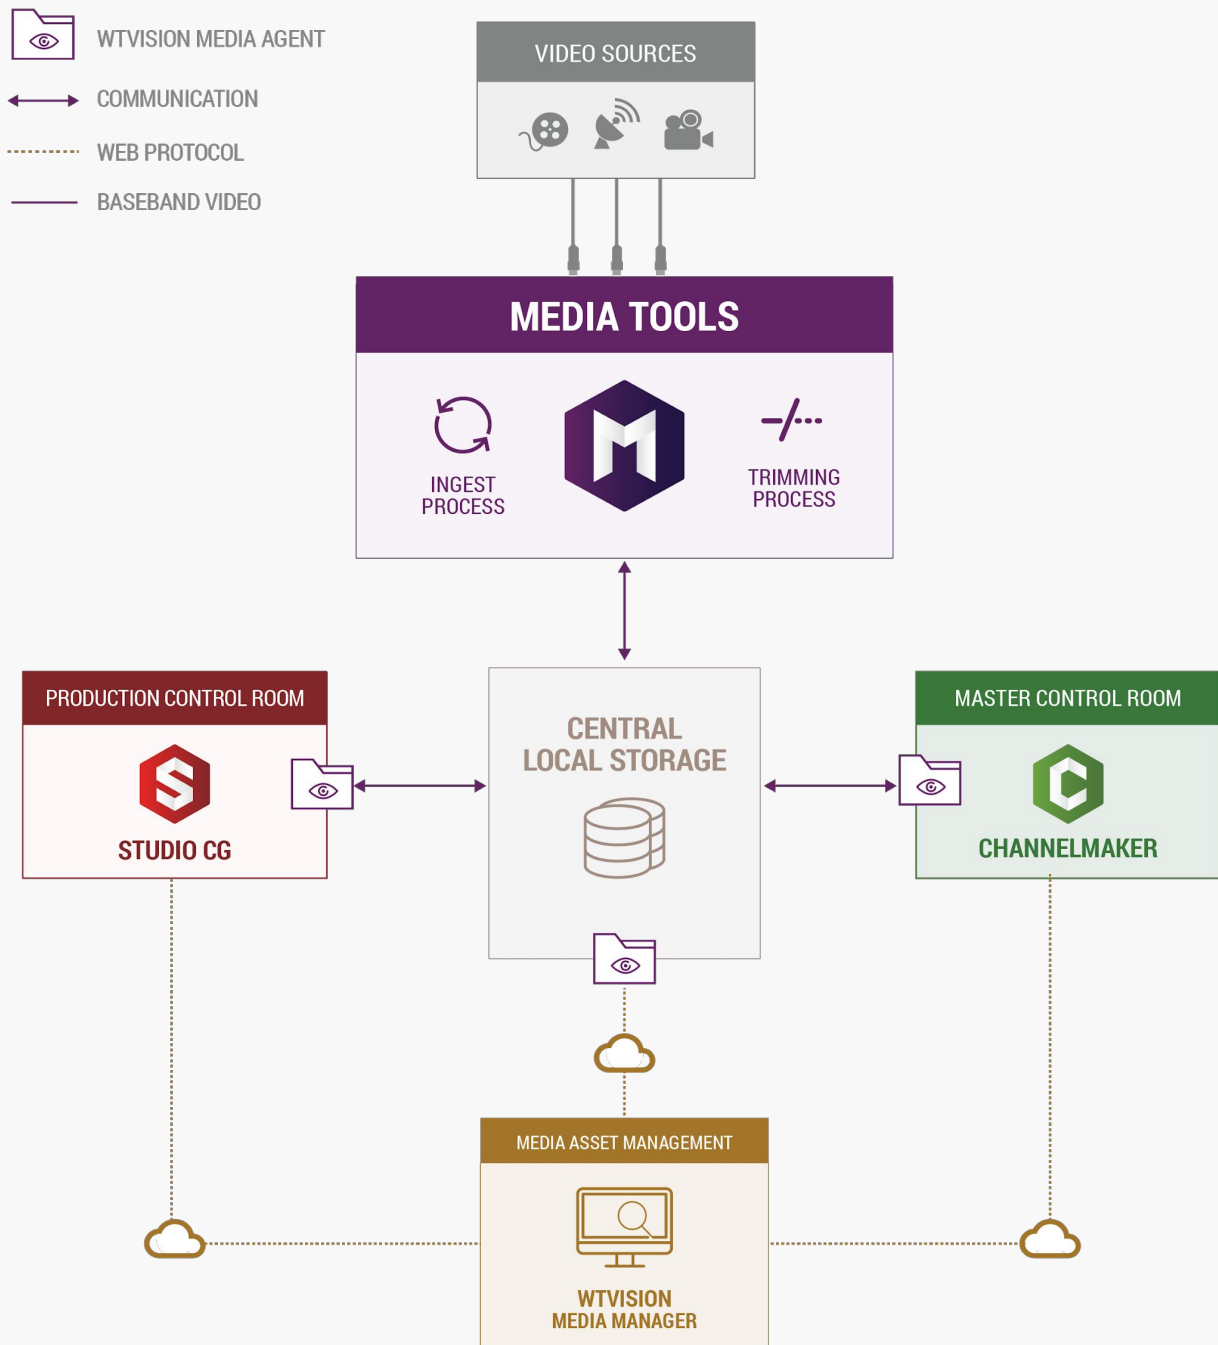 WTVISION MEDIA AGENT
COMMUNICATION
WEB PROTOCOL
BASEBAND VIDEO
VIDEO SOURCES
MEDIA TOOLS
INGEST
PROCESS
TRIMMING
PROCESS
PRODUCTION CONTROL ROOM
STUDIO CG
CENTRAL
LOCAL STORAGE
MASTER CONTROL ROOM
CHANNELMAKER
MEDIA ASSET MANAGEMENT
WTVISION
MEDIA MANAGER